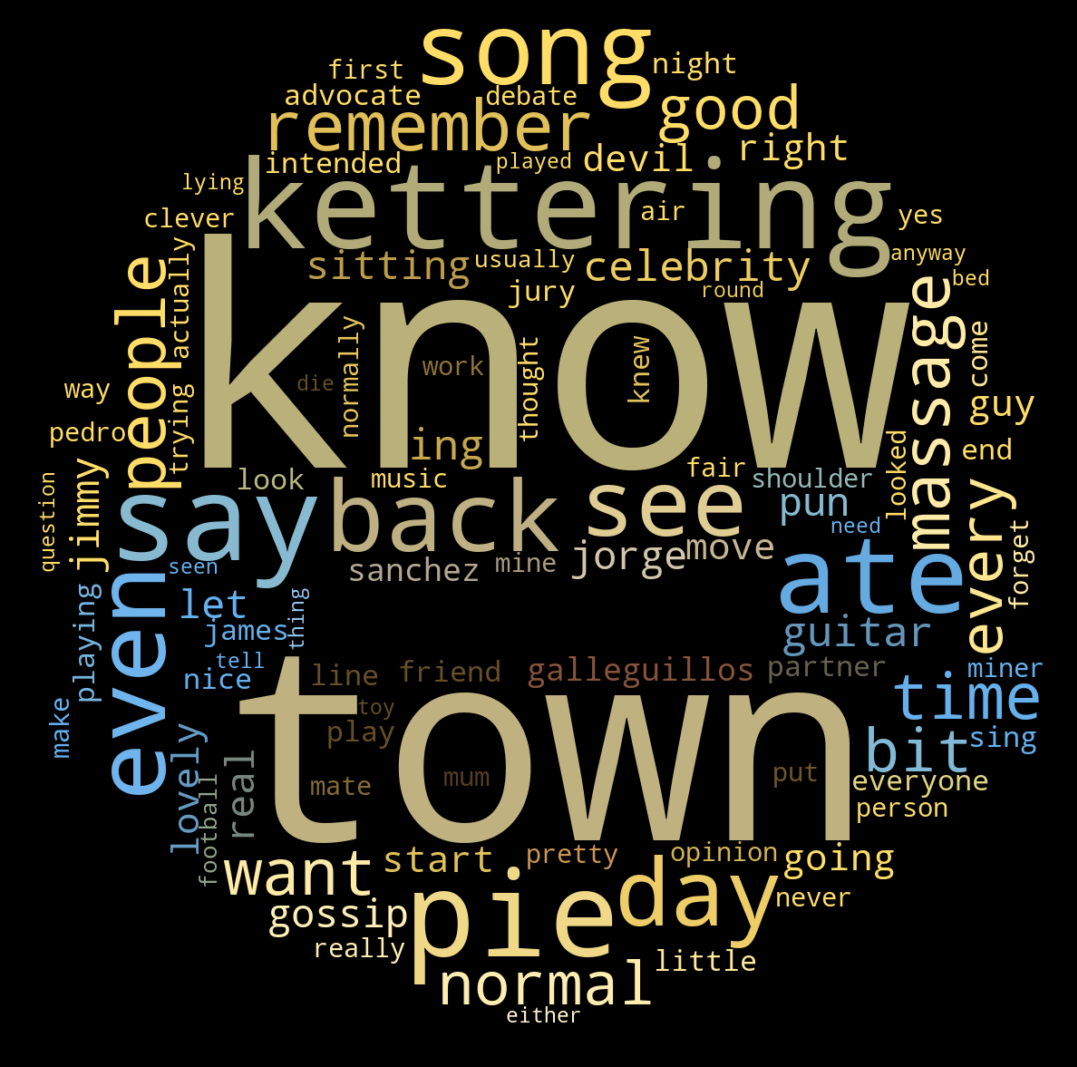 song
night
first
advocate
debate
good
remember
right
intended
played
devil
lying
kettering
clever
air
yes
sitting
usually
celebrity
anyway
people
actually
jury
round
bed
know
massage
come
way
trying
die
normally
work
thought
knew
guy
pedro
ing
end
question
jimmy
look
music
fair
shoulder
looked
every
say
back
see
pun
need
forget
evens
seen
sanchez
mine
jorge
move
ate
playing
let
thing
guitar
james
tell
nice
line
friend
galleguillos
partner
miner
make
town
toy
time
lovely
play
bit
sing
football
real
mate
mum
put
everyone
person
want
start
pretty
opinion
going
gossip
pie
day
never
really
normal
little
either